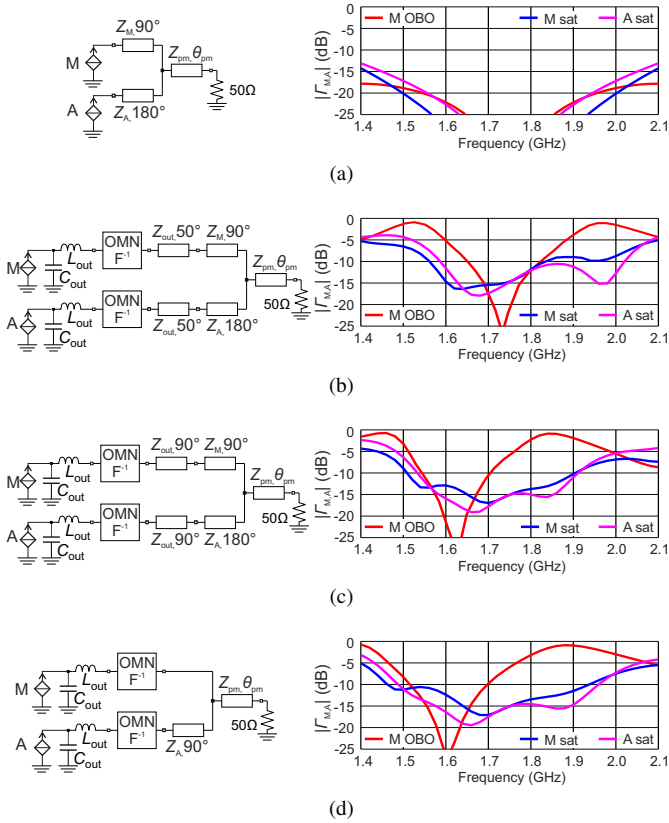 M
A
Z_M,90°
Z_A,180°
Z_pm,θ_pm
50Ω
|Γ_M,A| (dB)
0
-5
-10
-15
-20
-25
M OBO M sat A sat
1.4 1.5 1.6 1.7 1.8 1.9 2.0 2.1
Frequency (GHz)
(a)
M
C_out
L_out
OMN F⁻¹
Z_out,50° Z_M,90°
A
C_out
L_out
OMN F⁻¹
Z_out,50° Z_A,180°
Z_pm,θ_pm
50Ω
|Γ_M,A| (dB)
0
-5
-10
-15
-20
-25
M OBO M sat A sat
1.4 1.5 1.6 1.7 1.8 1.9 2.0 2.1
Frequency (GHz)
(b)
M
C_out
L_out
OMN F⁻¹
Z_out,90° Z_M,90°
A
C_out
L_out
OMN F⁻¹
Z_out,90° Z_A,180°
Z_pm,θ_pm
50Ω
|Γ_M,A| (dB)
0
-5
-10
-15
-20
-25
M OBO M sat A sat
1.4 1.5 1.6 1.7 1.8 1.9 2.0 2.1
Frequency (GHz)
(c)
M
C_out
L_out
OMN F⁻¹
A
C_out
L_out
OMN F⁻¹
Z_A,90°
Z_pm,θ_pm
50Ω
|Γ_M,A| (dB)
0
-5
-10
-15
-20
-25
M OBO M sat A sat
1.4 1.5 1.6 1.7 1.8 1.9 2.0 2.1
Frequency (GHz)
(d)